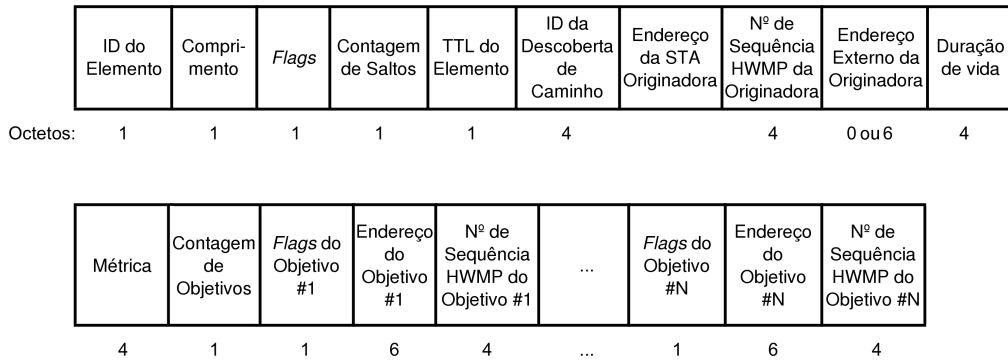 ID do
Elemento
Compri-
mento
Flags
Contagem
de Saltos
TTL do
Elemento
ID da
Descoberta
de
Caminho
Endereço
da STA
Originadora
Nº de
Sequência
HWMP da
Originadora
Endereço
Externo da
Originadora
Duração
de vida
Octetos: 1 1 1 1 1 4 4 0 ou 6 4
Métrica
Contagem
de
Objetivos
Flags do
Objetivo
#1
Endereço
do
Objetivo
#1
Nº de
Sequência
HWMP do
Objetivo #1
...
Flags do
Objetivo
#N
Endereço
do
Objetivo
#N
Nº de
Sequência
HWMP do
Objetivo #N
4 1 1 6 4 ... 1 6 4